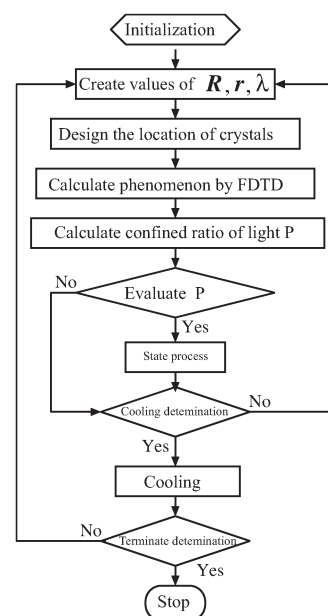 Initialization
Create values of R, r, λ
Design the location of crystals
Calculate phenomenon by FDTD
Calculate confined ratio of light P
No
Evaluate P
Yes
State process
Cooling detemination
No
Yes
Cooling
No
Terminate detemination
Yes
Stop